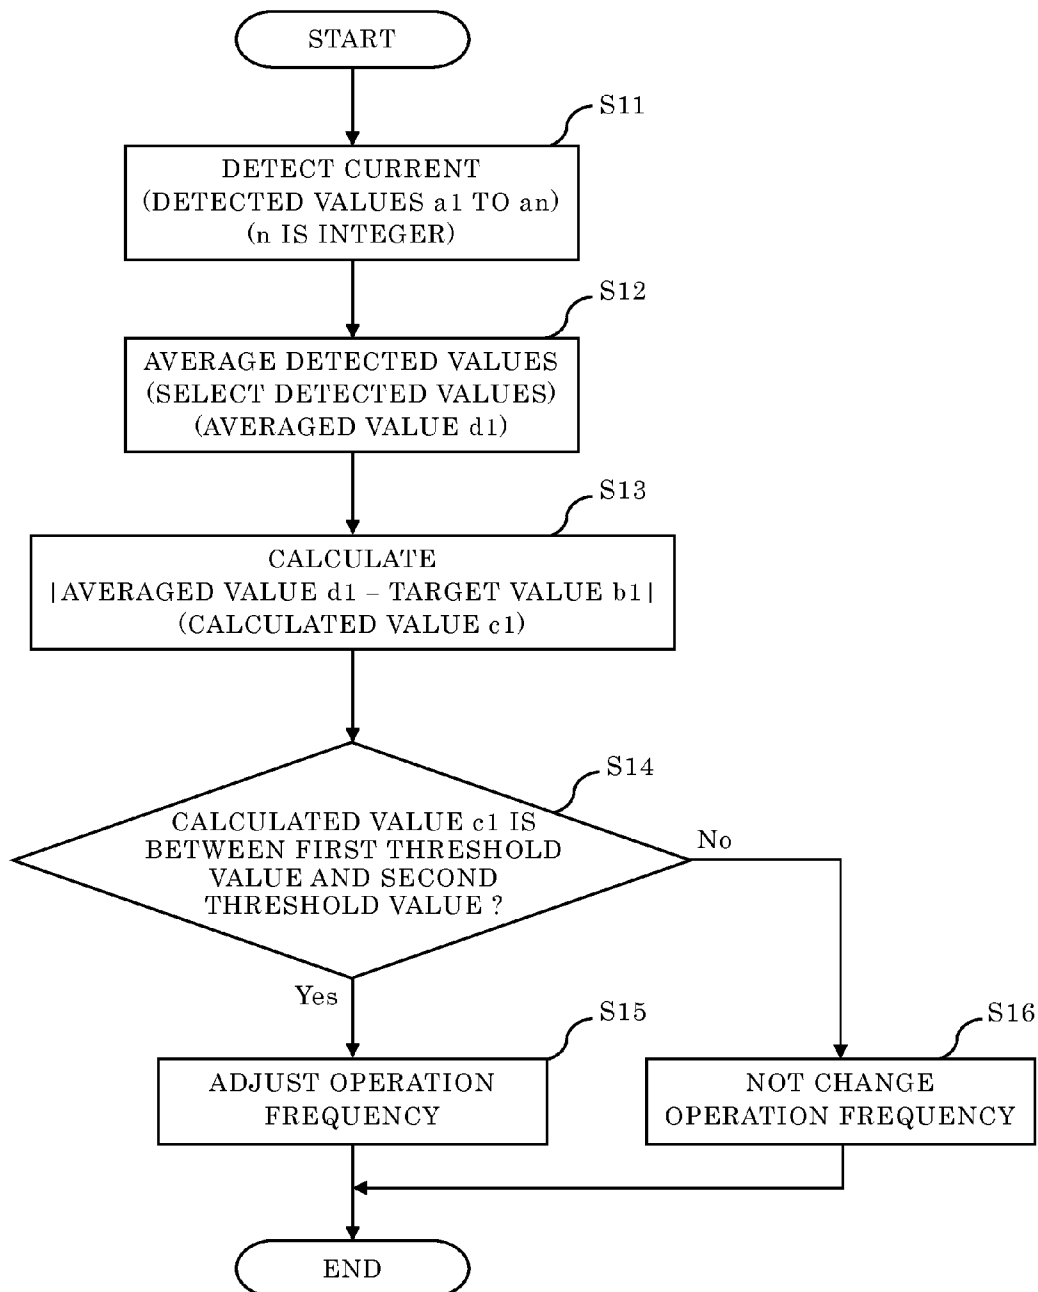 START
S11
DETECT CURRENT
(DETECTED VALUES a1 TO an)
(n IS INTEGER)
S12
AVERAGE DETECTED VALUES
(SELECT DETECTED VALUES)
(AVERAGED VALUE d1)
S13
CALCULATE
|AVERAGED VALUE d1 – TARGET VALUE b1|
(CALCULATED VALUE c1)
S14
CALCULATED VALUE c1 IS
BETWEEN FIRST THRESHOLD
VALUE AND SECOND
THRESHOLD VALUE ?
No
Yes
S15
ADJUST OPERATION
FREQUENCY
S16
NOT CHANGE
OPERATION FREQUENCY
END